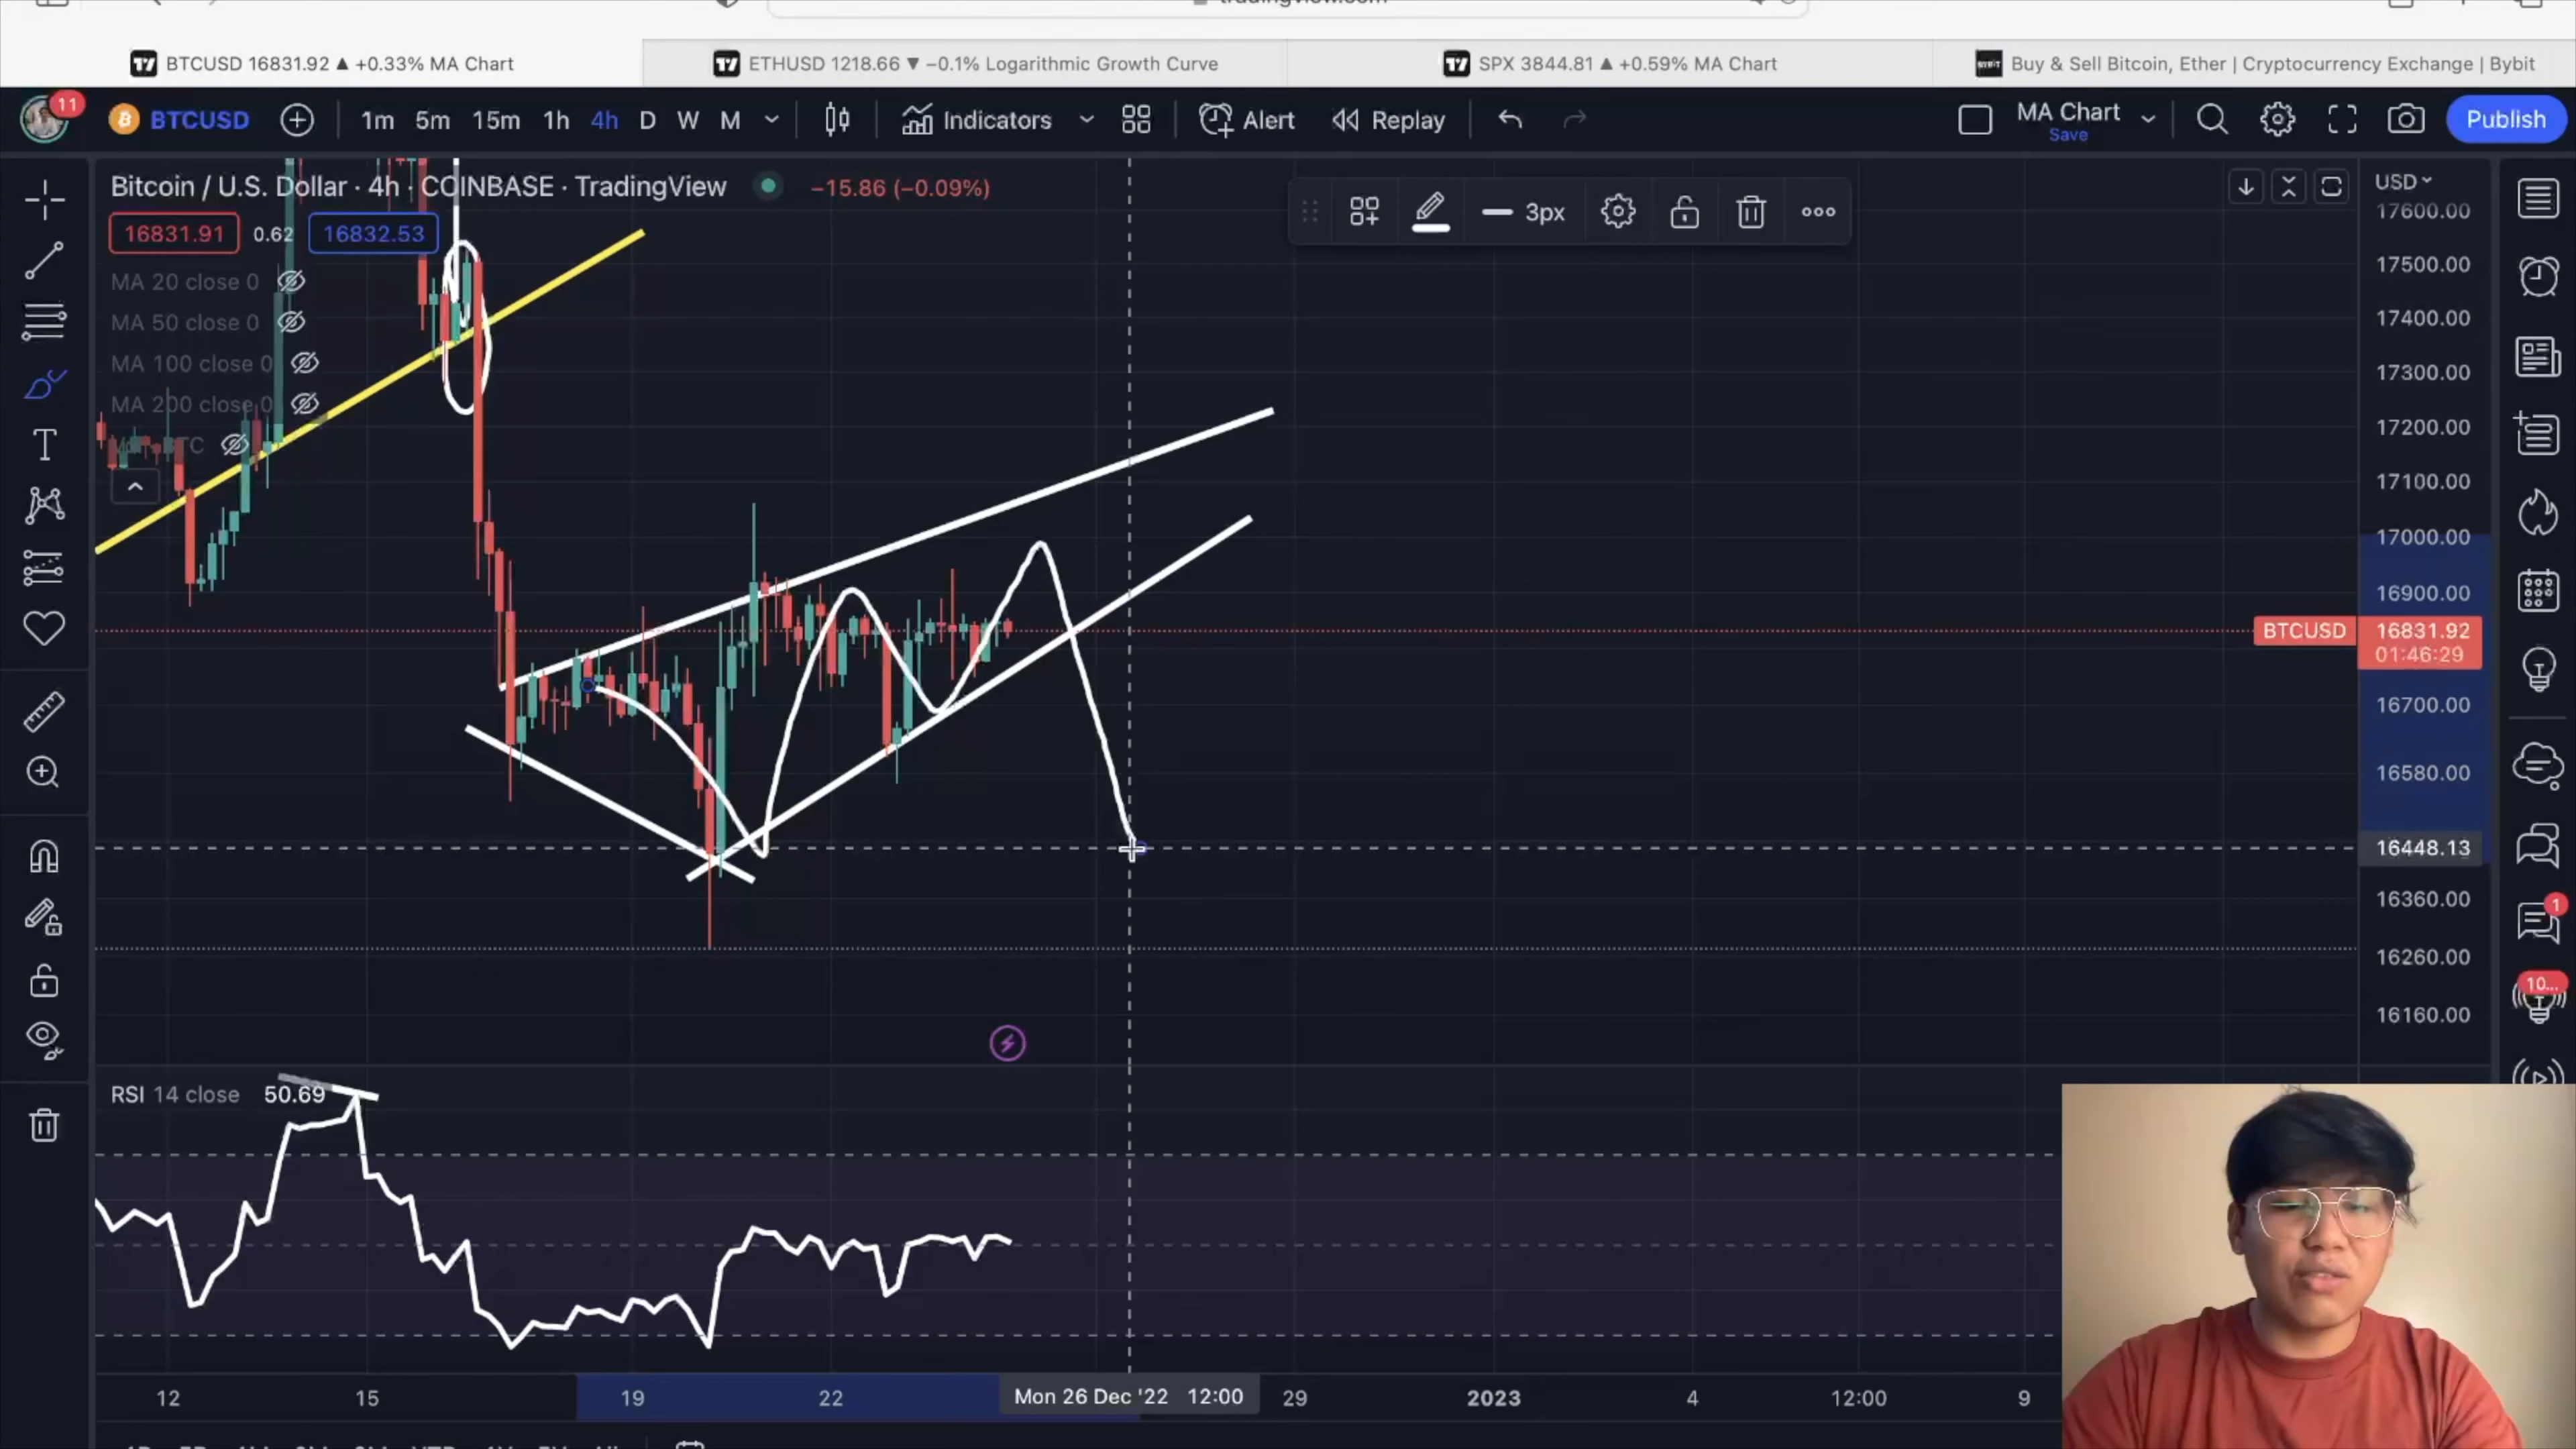 BTCUSD 16831.92 ▲ +0.33% MA Chart
ETHUSD 1218.66 ▼ −0.1% Logarithmic Growth Curve
SPX 3844.81 ▲ +0.59% MA Chart
Buy & Sell Bitcoin, Ether | Cryptocurrency Exchange | Bybit
11
BTCUSD
1m 5m 15m 1h 4h D W M
Indicators
Alert
Replay
MA Chart
Save
Publish
Bitcoin / U.S. Dollar · 4h · COINBASE · TradingView
−15.86 (−0.09%)
16831.91 0.62 16832.53
MA 20 close 0
MA 50 close 0
MA 100 close 0
MA 200 close 0
3px
USD
17600.00
17500.00
17400.00
17300.00
17200.00
17100.00
17000.00
16900.00
BTCUSD 16831.92
01:46:29
16700.00
16580.00
16448.13
16360.00
16260.00
16160.00
1
10...
RSI 14 close 50.69
12 15 19 22 Mon 26 Dec '22 12:00 29 2023 4 12:00 9